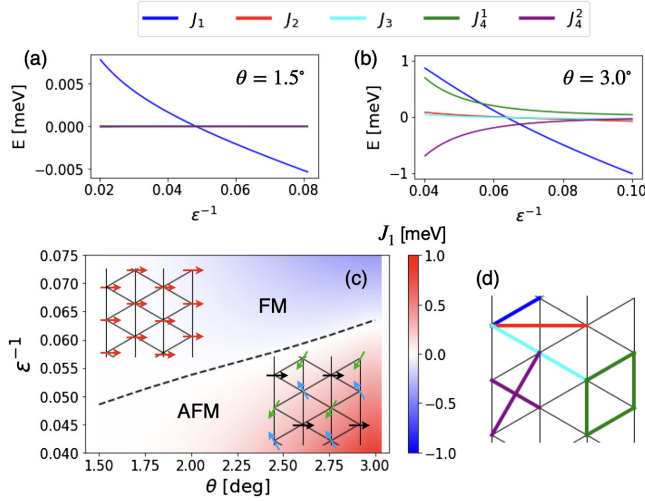 J₁ J₂ J₃ J₄¹ J₄²
(a) θ = 1.5°
E [meV]
0.005
0.000
−0.005
0.02 0.04 0.06 0.08
ε⁻¹
(b) θ = 3.0°
E [meV]
1
0
−1
0.04 0.06 0.08 0.10
ε⁻¹
(c)
FM
AFM
ε⁻¹
0.075
0.070
0.065
0.060
0.055
0.050
0.045
0.040
1.50 1.75 2.00 2.25 2.50 2.75 3.00
θ [deg]
J₁ [meV]
1.0
0.5
0.0
−0.5
−1.0
(d)